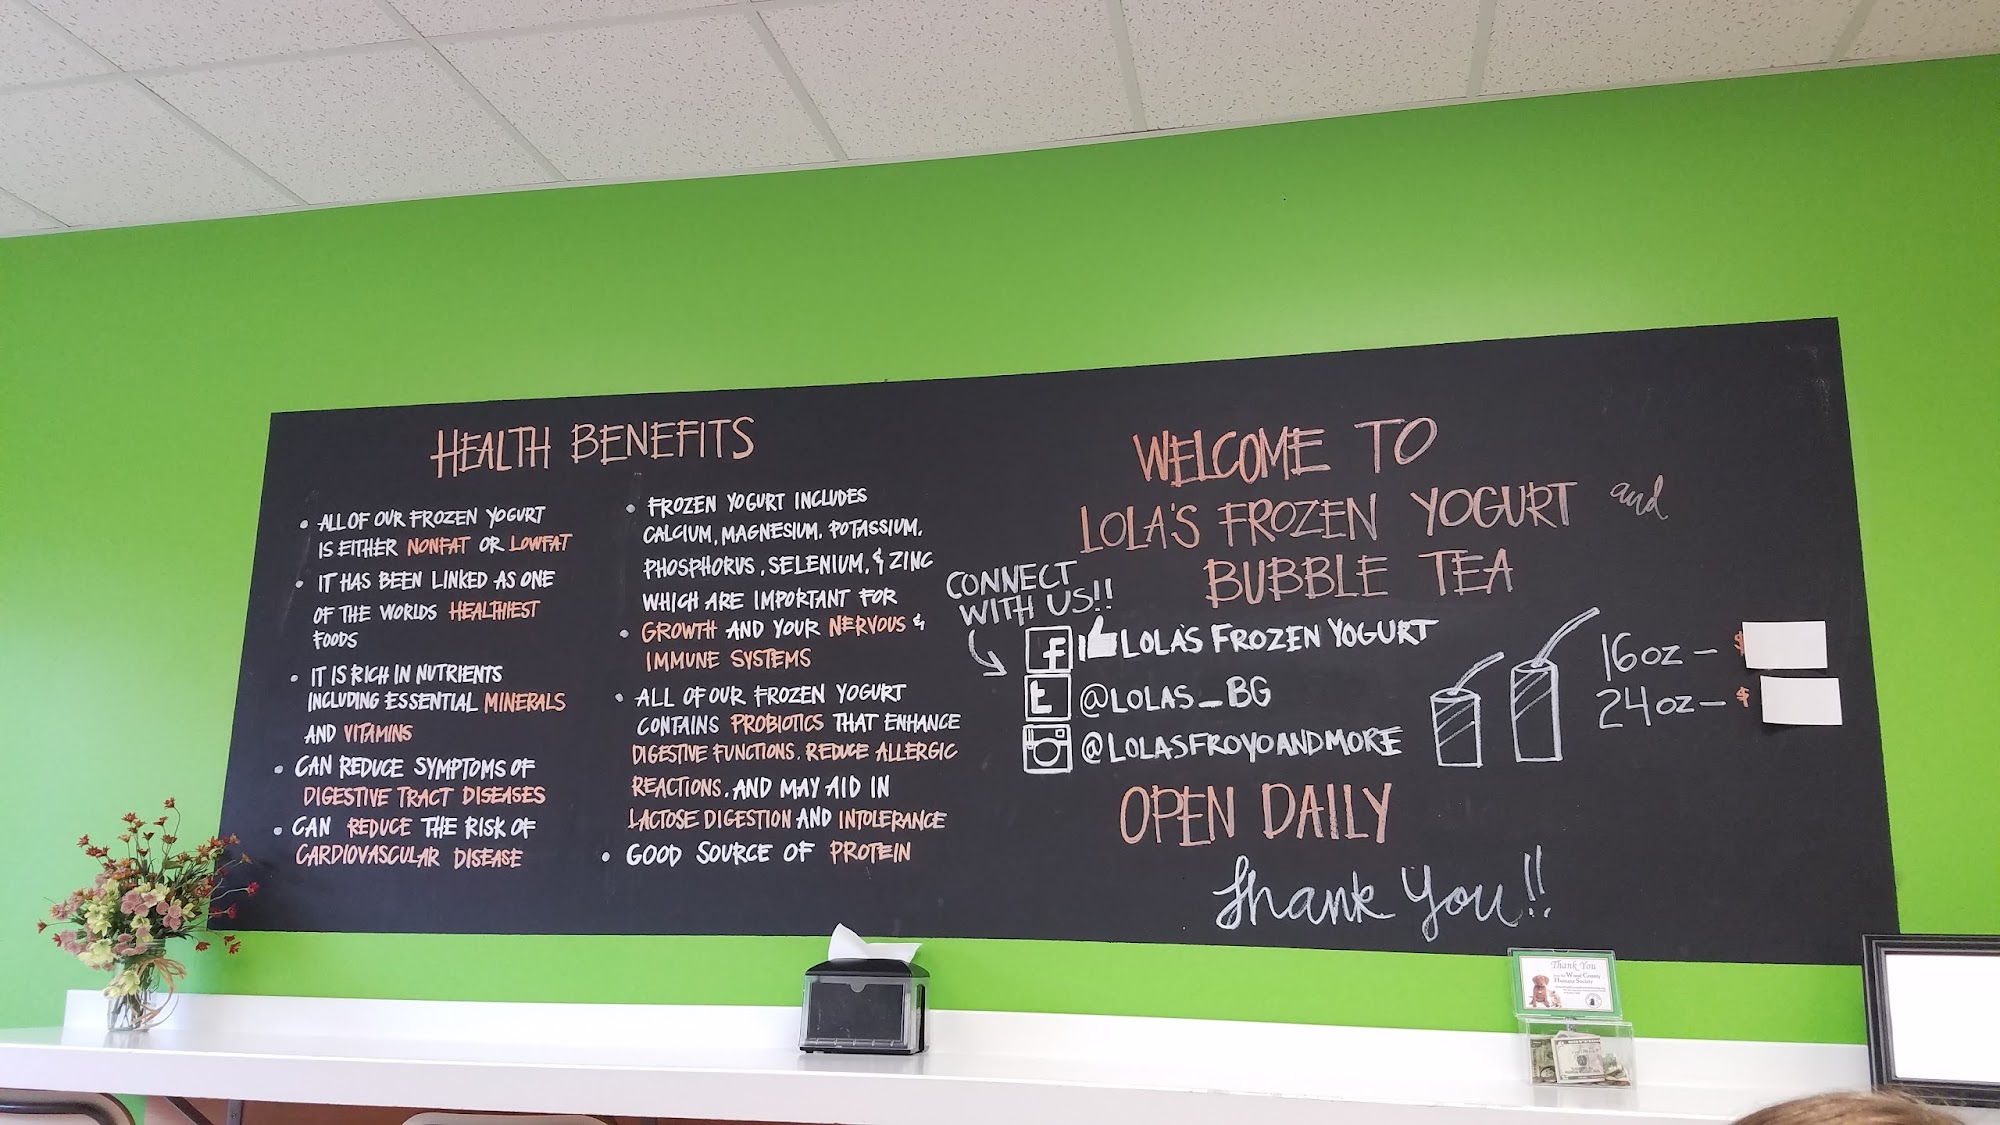 HEALTH BENEFITS
• ALL OF OUR FROZEN YOGURT
IS EITHER NONFAT OR LOWFAT
• IT HAS BEEN LINKED AS ONE
OF THE WORLDS HEALTHIEST
FOODS
• IT IS RICH IN NUTRIENTS
INCLUDING ESSENTIAL MINERALS
AND VITAMINS
• CAN REDUCE SYMPTOMS OF
DIGESTIVE TRACT DISEASES
• CAN REDUCE THE RISK OF
CARDIOVASCULAR DISEASE
• FROZEN YOGURT INCLUDES
CALCIUM, MAGNESIUM, POTASSIUM,
PHOSPHORUS, SELENIUM, & ZINC
WHICH ARE IMPORTANT FOR
• GROWTH AND YOUR NERVOUS &
IMMUNE SYSTEMS
• ALL OF OUR FROZEN YOGURT
CONTAINS PROBIOTICS THAT ENHANCE
DIGESTIVE FUNCTIONS, REDUCE ALLERGIC
REACTIONS, AND MAY AID IN
LACTOSE DIGESTION AND INTOLERANCE
• GOOD SOURCE OF PROTEIN
WELCOME TO
LOLA'S FROZEN YOGURT and
BUBBLE TEA
CONNECT
WITH US!!
f LOLA'S FROZEN YOGURT
t @LOLAS_BG
@LOLASFROYOANDMORE
16oz - $
24oz - $
OPEN DAILY
Thank You!!
Thank You
Wood County
Humane Society